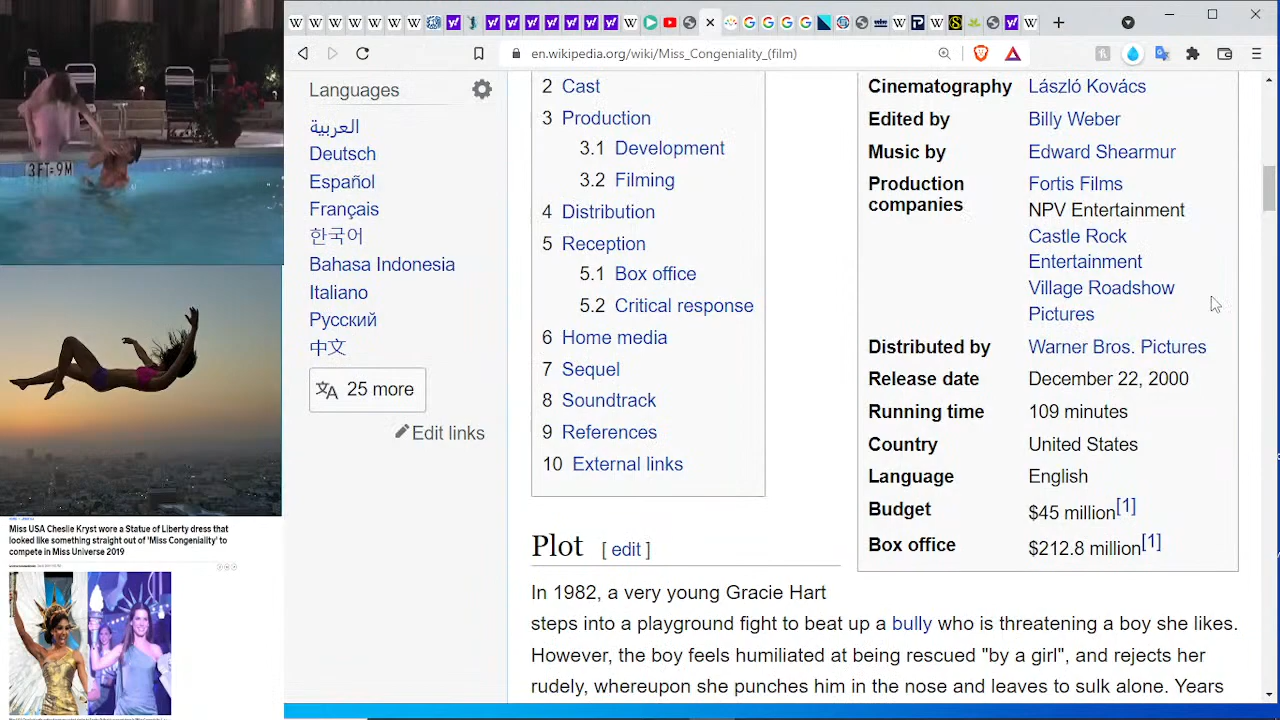 3FT=9M
Miss USA Cheslie Kryst wore a Statue of Liberty dress that
looked like something straight out of 'Miss Congeniality' to
compete in Miss Universe 2019
en.wikipedia.org/wiki/Miss_Congeniality_(film)
Languages
العربية
Deutsch
Español
Français
한국어
Bahasa Indonesia
Italiano
Русский
中文
25 more
Edit links
2 Cast
3 Production
3.1 Development
3.2 Filming
4 Distribution
5 Reception
5.1 Box office
5.2 Critical response
6 Home media
7 Sequel
8 Soundtrack
9 References
10 External links
Cinematography László Kovács
Edited by Billy Weber
Music by Edward Shearmur
Production companies Fortis Films
NPV Entertainment
Castle Rock
Entertainment
Village Roadshow
Pictures
Distributed by Warner Bros. Pictures
Release date December 22, 2000
Running time 109 minutes
Country United States
Language English
Budget $45 million[1]
Box office $212.8 million[1]
Plot [ edit ]
In 1982, a very young Gracie Hart
steps into a playground fight to beat up a bully who is threatening a boy she likes.
However, the boy feels humiliated at being rescued "by a girl", and rejects her
rudely, whereupon she punches him in the nose and leaves to sulk alone. Years